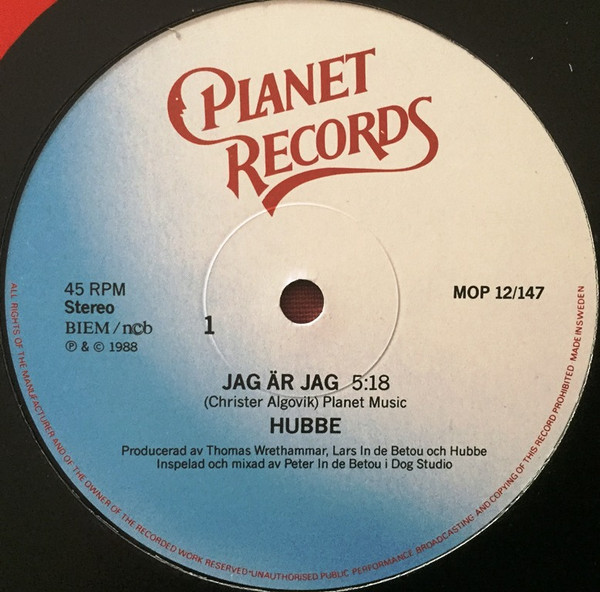 PLANET
RECORDS
45 RPM
Stereo
BIEM/ncb
℗ & © 1988
1
MOP 12/147
JAG ÄR JAG 5:18
(Christer Algovik) Planet Music
HUBBE
Producerad av Thomas Wrethammar, Lars In de Betou och Hubbe
Inspelad och mixad av Peter In de Betou i Dog Studio
ALL RIGHTS OF THE MANUFACTURER AND OF THE OWNER OF THE RECORDED WORK RESERVED•UNAUTHORISED PUBLIC PERFORMANCE BROADCASTING AND COPYING OF THIS RECORD PROHIBITED MADE IN SWEDEN